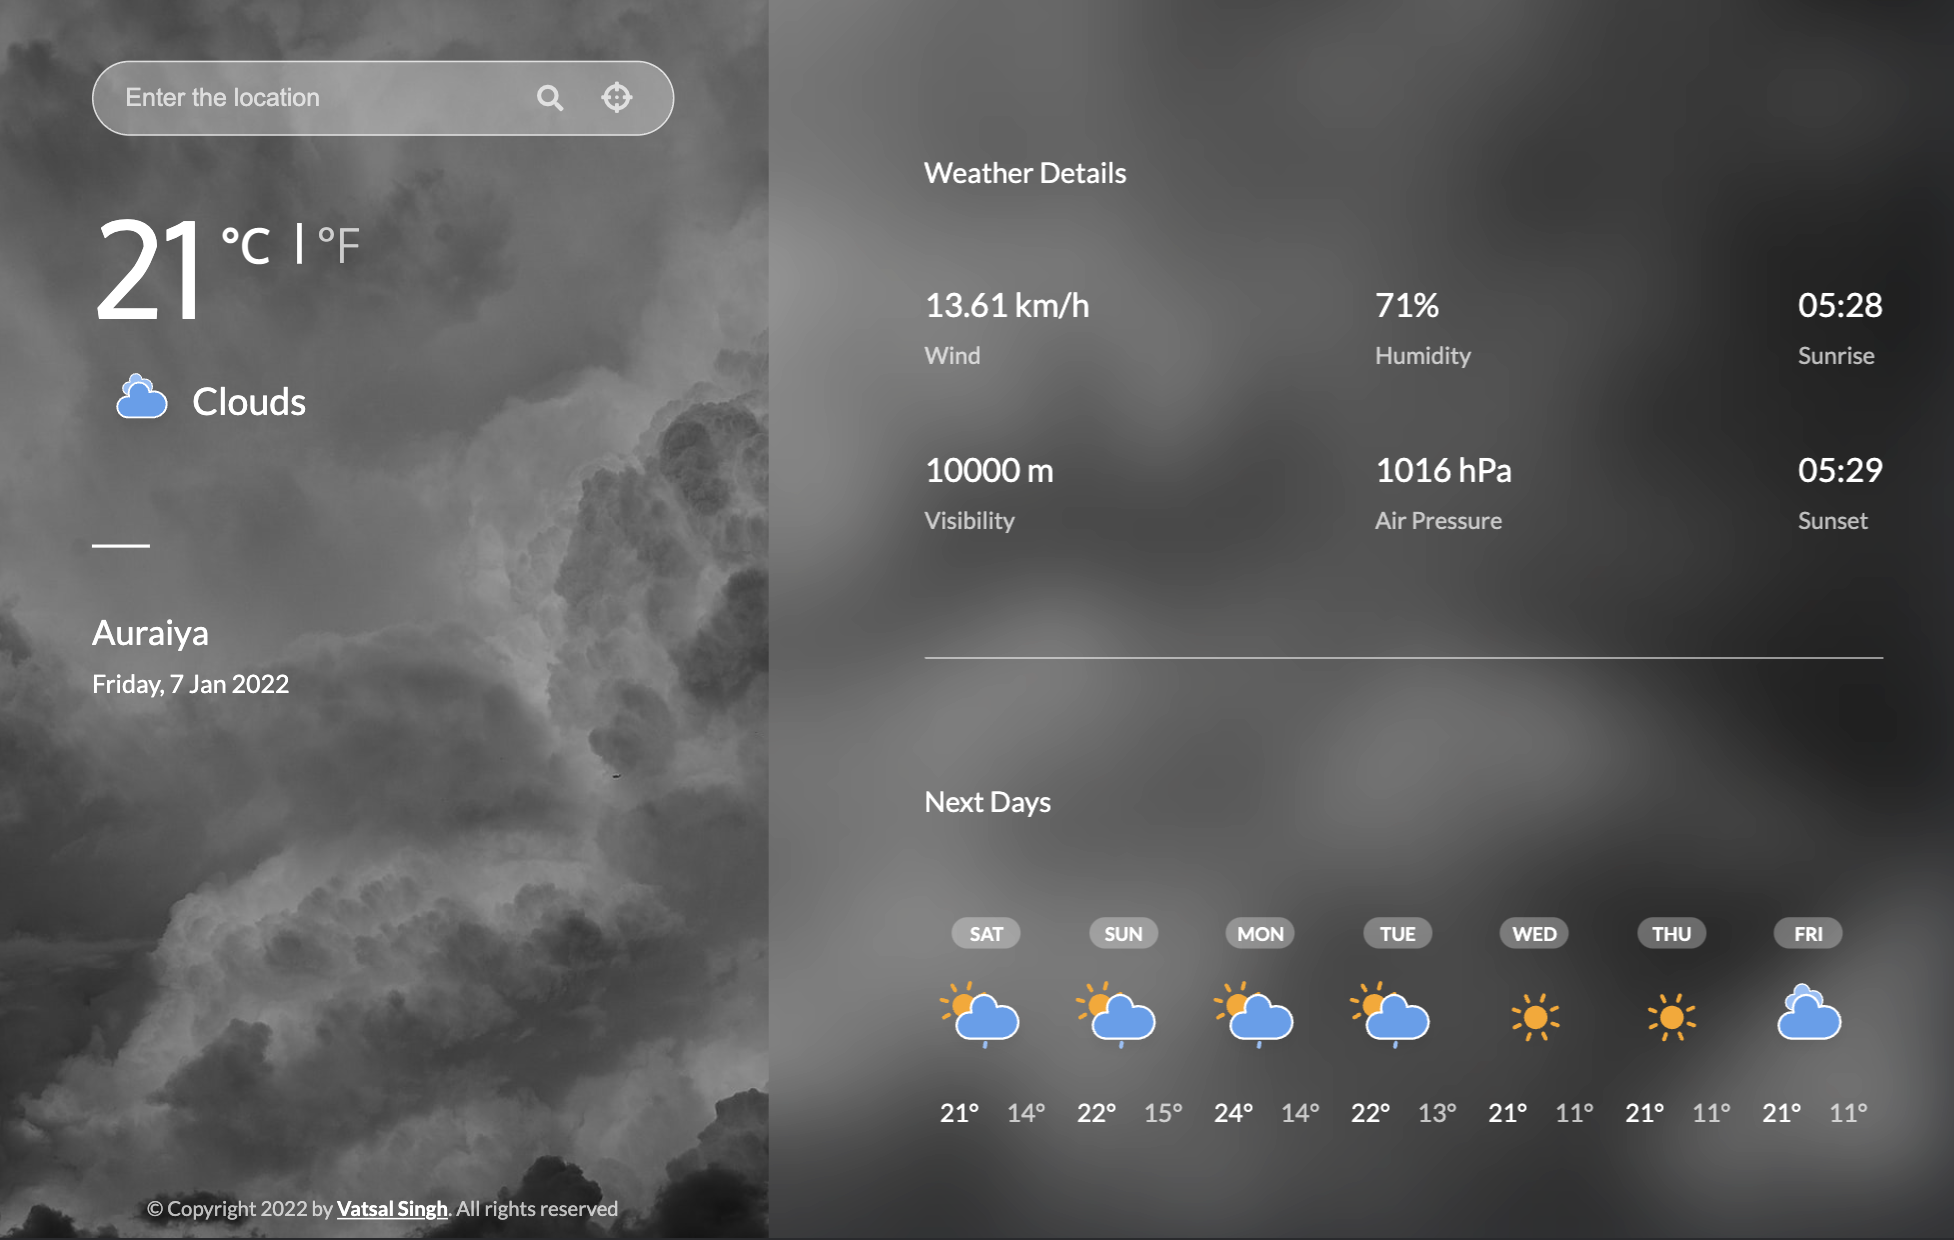 Enter the location
21 °C | °F
Clouds
Auraiya
Friday, 7 Jan 2022
© Copyright 2022 by Vatsal Singh. All rights reserved
Weather Details
13.61 km/h 71% 05:28
Wind Humidity Sunrise
10000 m 1016 hPa 05:29
Visibility Air Pressure Sunset
Next Days
SAT SUN MON TUE WED THU FRI
21° 14° 22° 15° 24° 14° 22° 13° 21° 11° 21° 11° 21° 11°